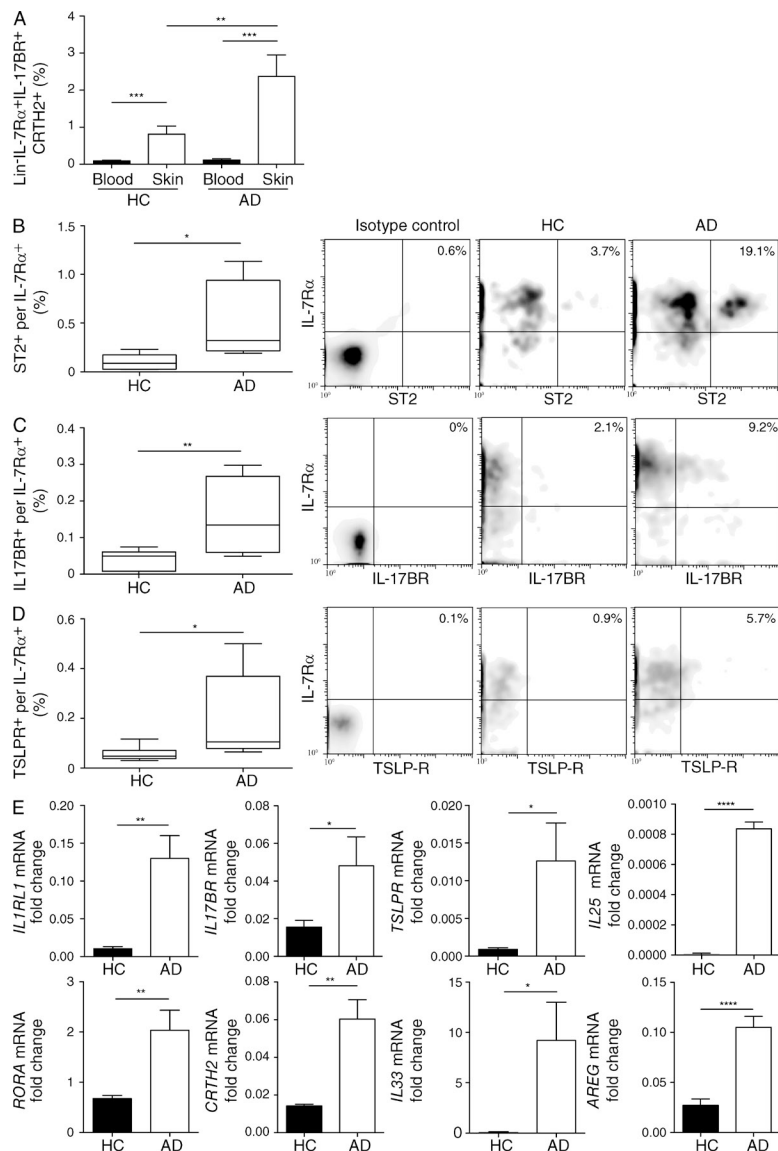 A
Lin-IL-7Rα+IL-17BR+
CRTH2+ (%)
4
3
2
1
0
**
***
***
Blood Skin Blood Skin
HC AD
B
ST2+ per IL-7Rα+
(%)
1.5
1.0
0.5
0
*
HC AD
Isotype control HC AD
0.6% 3.7% 19.1%
IL-7Rα
10⁰ 10⁰ 10⁰
ST2 ST2 ST2
C
IL17BR+ per IL-7Rα+
(%)
0.4
0.3
0.2
0.1
0
**
HC AD
0% 2.1% 9.2%
IL-7Rα
10⁰ 10⁰ 10⁰
IL-17BR IL-17BR IL-17BR
D
TSLPR+ per IL-7Rα+
(%)
0.6
0.4
0.2
0
*
HC AD
0.1% 0.9% 5.7%
IL-7Rα
10⁰ 10⁰ 10⁰
TSLP-R TSLP-R TSLP-R
E
IL1RL1 mRNA
fold change
0.20
0.15
0.10
0.05
0.00
**
HC AD
IL17BR mRNA
fold change
0.08
0.06
0.04
0.02
0.00
*
HC AD
TSLPR mRNA
fold change
0.020
0.015
0.010
0.005
0.000
*
HC AD
IL25 mRNA
fold change
0.0010
0.0008
0.0006
0.0004
0.0002
0.0000
****
HC AD
RORA mRNA
fold change
3
2
1
0
**
HC AD
CRTH2 mRNA
fold change
0.08
0.06
0.04
0.02
0.00
**
HC AD
IL33 mRNA
fold change
15
10
5
0
*
HC AD
AREG mRNA
fold change
0.15
0.10
0.05
0.00
****
HC AD